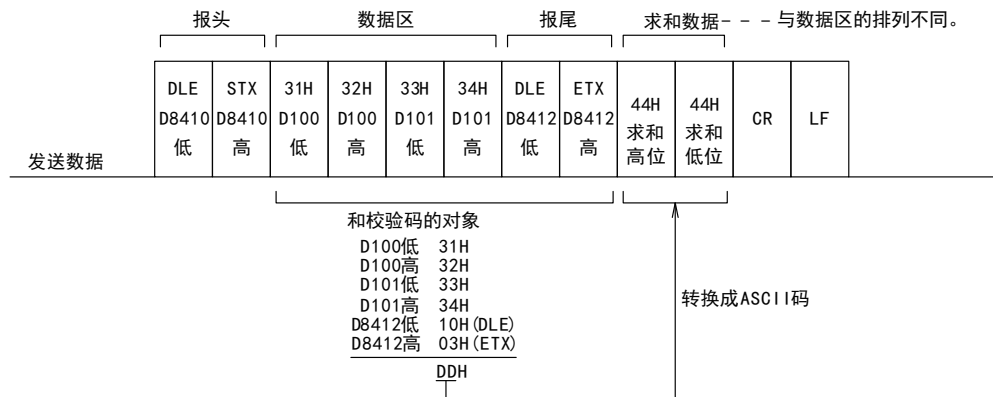 报头 数据区 报尾 求和数据- - - 与数据区的排列不同。
DLE STX 31H 32H 33H 34H DLE ETX 44H 44H CR LF
D8410 D8410 D100 D100 D101 D101 D8412 D8412 求和 求和
低 高 低 高 低 高 低 高 高位 低位
发送数据
和校验码的对象
D100低 31H
D100高 32H
D101低 33H
D101高 34H
D8412低 10H(DLE)
D8412高 03H(ETX)
DDH
转换成ASCII码